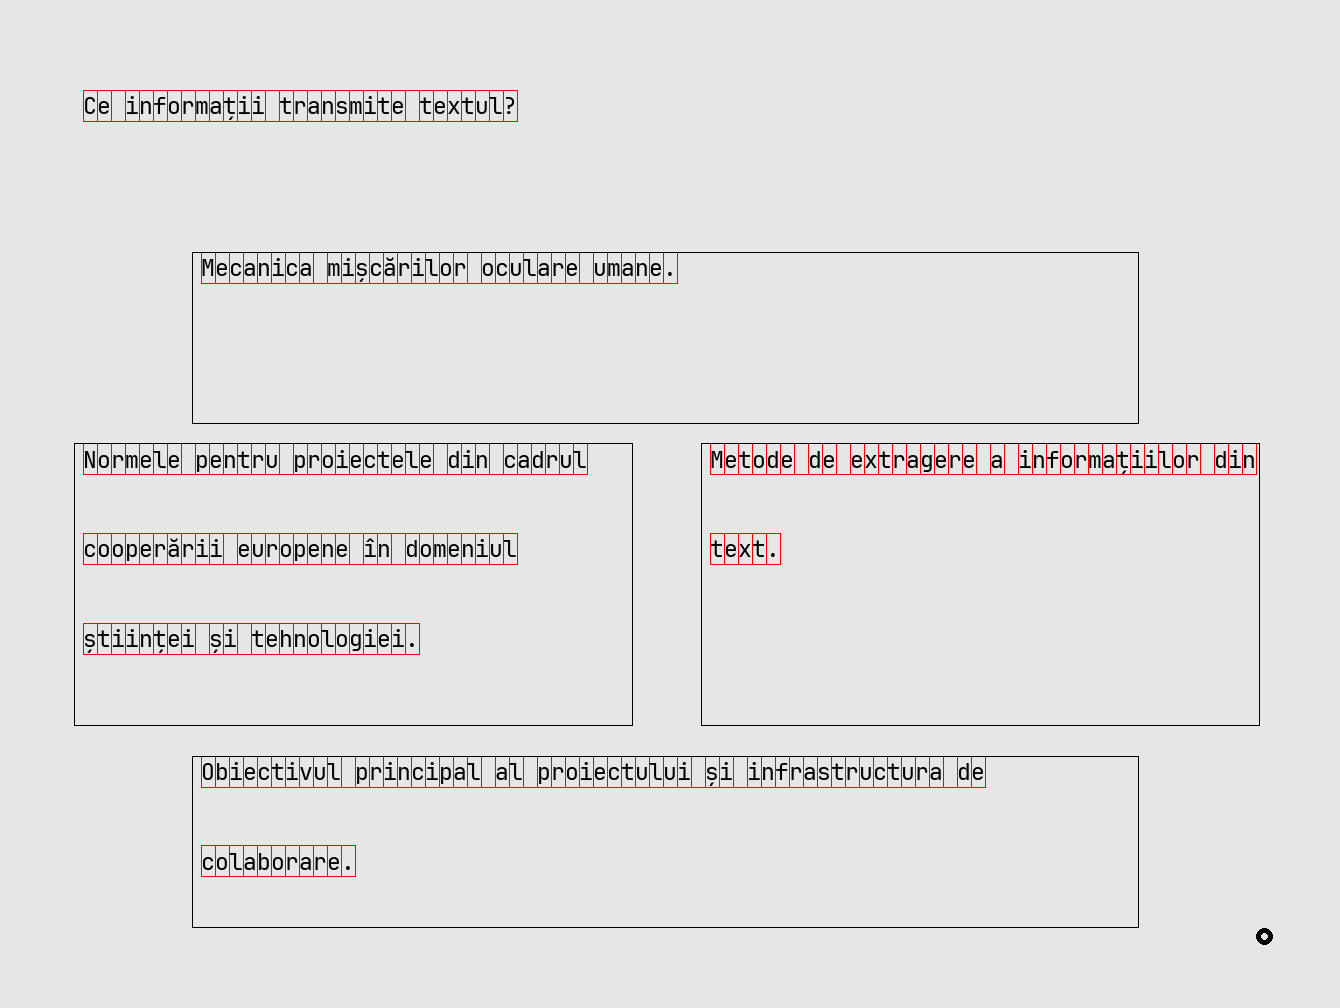 Ce informații transmite textul?
Mecanica mișcărilor oculare umane.
Normele pentru proiectele din cadrul
cooperării europene în domeniul
științei și tehnologiei.
Metode de extragere a informațiilor din
text.
Obiectivul principal al proiectului și infrastructura de
colaborare.